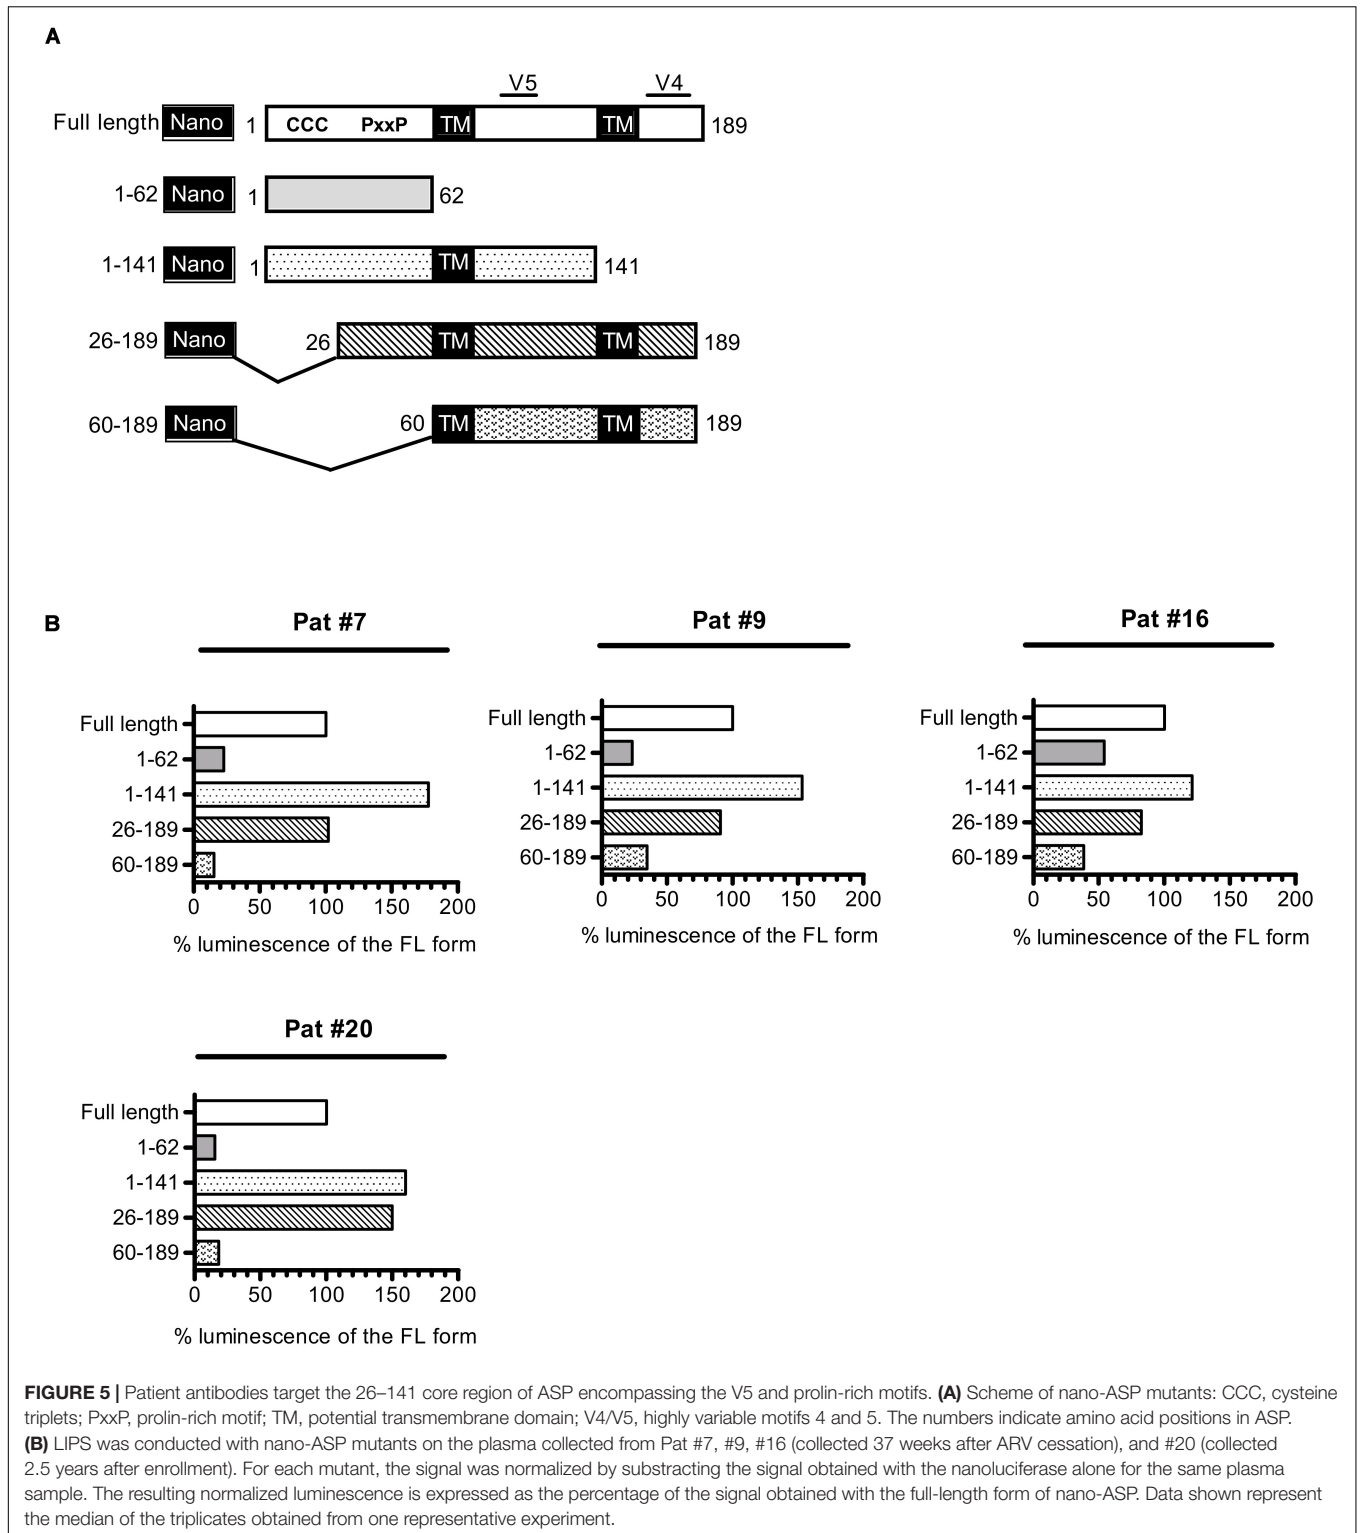 A
V5 V4
Full length Nano 1 CCC PxxP TM TM 189
1-62 Nano 1 62
1-141 Nano 1 TM 141
26-189 Nano 26 TM TM 189
60-189 Nano 60 TM TM 189
B
Pat #7
Full length
1-62
1-141
26-189
60-189
0 50 100 150 200
% luminescence of the FL form
Pat #9
Full length
1-62
1-141
26-189
60-189
0 50 100 150 200
% luminescence of the FL form
Pat #16
Full length
1-62
1-141
26-189
60-189
0 50 100 150 200
% luminescence of the FL form
Pat #20
Full length
1-62
1-141
26-189
60-189
0 50 100 150 200
% luminescence of the FL form
FIGURE 5 | Patient antibodies target the 26–141 core region of ASP encompassing the V5 and prolin-rich motifs. (A) Scheme of nano-ASP mutants: CCC, cysteine
triplets; PxxP, prolin-rich motif; TM, potential transmembrane domain; V4/V5, highly variable motifs 4 and 5. The numbers indicate amino acid positions in ASP.
(B) LIPS was conducted with nano-ASP mutants on the plasma collected from Pat #7, #9, #16 (collected 37 weeks after ARV cessation), and #20 (collected
2.5 years after enrollment). For each mutant, the signal was normalized by substracting the signal obtained with the nanoluciferase alone for the same plasma
sample. The resulting normalized luminescence is expressed as the percentage of the signal obtained with the full-length form of nano-ASP. Data shown represent
the median of the triplicates obtained from one representative experiment.